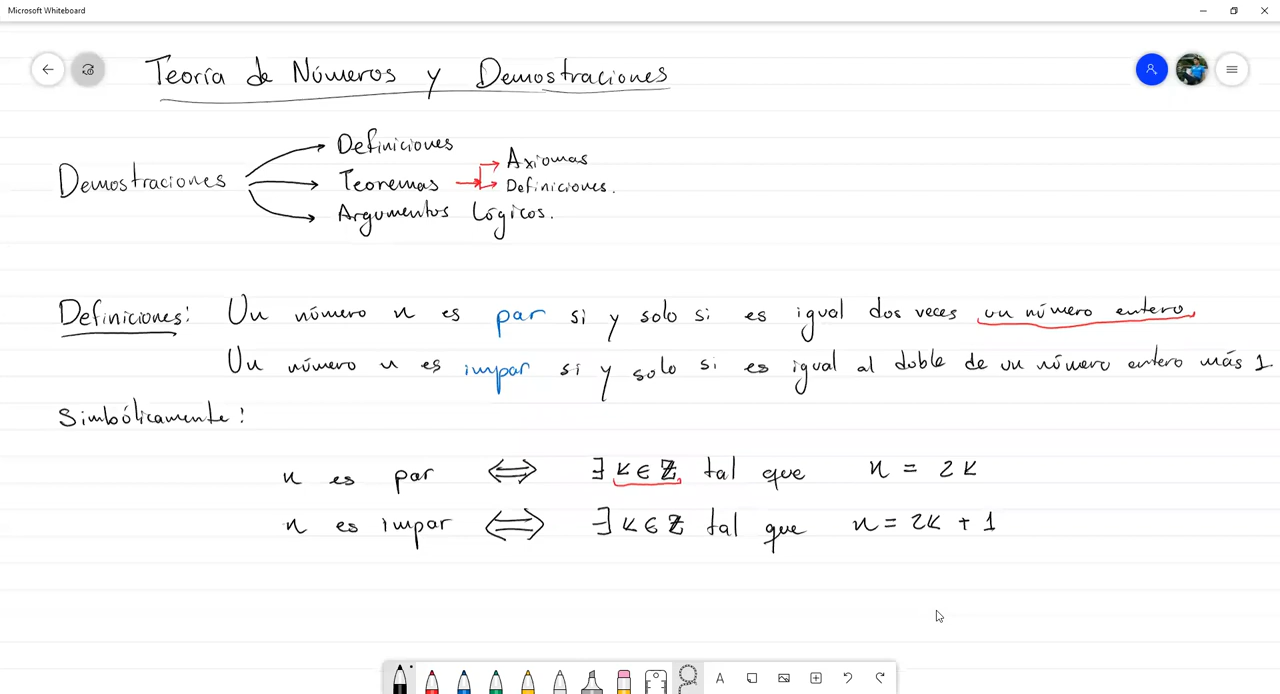 Microsoft Whiteboard
Teoría de Números y Demostraciones
Definiciones
Axiomas
Demostraciones
Teoremas
Definiciones.
Argumentos Lógicos.
Definiciones: Un número n es par si y solo si es igual dos veces un número entero.
Un número n es impar si y solo si es igual al doble de un número entero más 1
Simbólicamente:
n es par ⟺ ∃ k ∈ ℤ tal que n = 2k
n es impar ⟺ ∃ k ∈ ℤ tal que n = 2k + 1
A